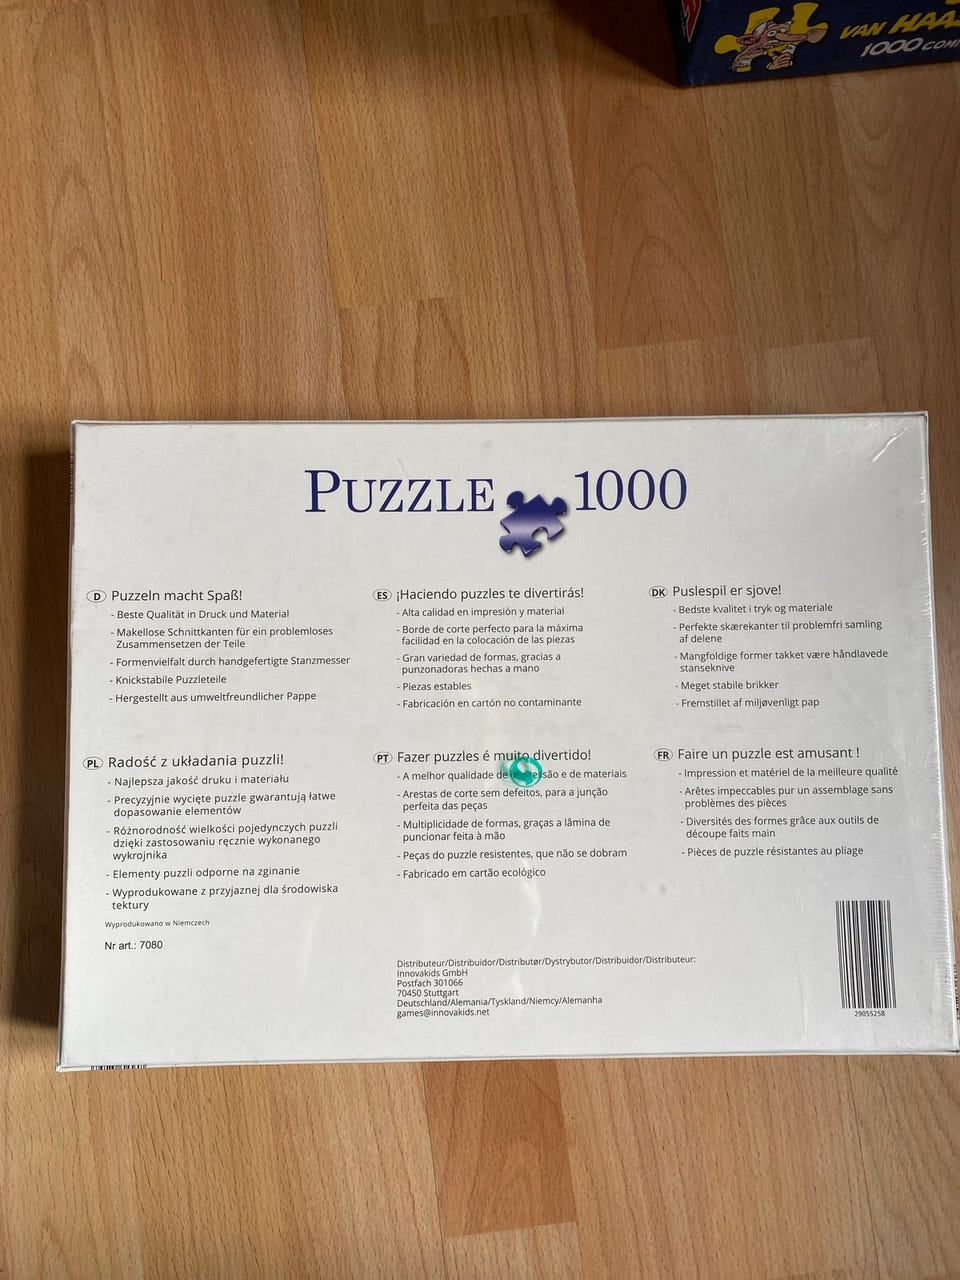 VAN HAA
1000 COM
PUZZLE 1000
D Puzzeln macht Spaß!
- Beste Qualität in Druck und Material
- Makellose Schnittkanten für ein problemloses
Zusammensetzen der Teile
- Formenvielfalt durch handgefertigte Stanzmesser
- Knickstabile Puzzleteile
- Hergestellt aus umweltfreundlicher Pappe
ES ¡Haciendo puzzles te divertirás!
- Alta calidad en impresión y material
- Borde de corte perfecto para la máxima
facilidad en la colocación de las piezas
- Gran variedad de formas, gracias a
punzonadoras hechas a mano
- Piezas estables
- Fabricación en cartón no contaminante
DK Puslespil er sjove!
- Bedste kvalitet i tryk og materiale
- Perfekte skærekanter til problemfri samling
af delene
- Mangfoldige former takket være håndlavede
stanseknive
- Meget stabile brikker
- Fremstillet af miljøvenligt pap
PL Radość z układania puzzli!
- Najlepsza jakość druku i materiału
- Precyzyjnie wycięte puzzle gwarantują łatwe
dopasowanie elementów
- Różnorodność wielkości pojedynczych puzzli
dzięki zastosowaniu ręcznie wykonanego
wykrojnika
- Elementy puzzli odporne na zginanie
- Wyprodukowane z przyjaznej dla środowiska
tektury
Wyprodukowano w Niemczech
Nr art.: 7080
PT Fazer puzzles é muito divertido!
- A melhor qualidade de e de materiais
- Arestas de corte sem defeitos, para a junção
perfeita das peças
- Multiplicidade de formas, graças a lâmina de
puncionar feita à mão
- Peças do puzzle resistentes, que não se dobram
- Fabricado em cartão ecológico
FR Faire un puzzle est amusant !
- Impression et matériel de la meilleure qualité
- Arêtes impeccables pur un assemblage sans
problèmes des pièces
- Diversités des formes grâce aux outils de
découpe faits main
- Pièces de puzzle résistantes au pliage
Distributeur/Distribuidor/Distributør/Dystrybutor/Distribuidor/Distributeur:
Innovakids GmbH
Postfach 301066
70450 Stuttgart
Deutschland/Alemania/Tyskland/Niemcy/Alemanha
games@innovakids.net
29055258